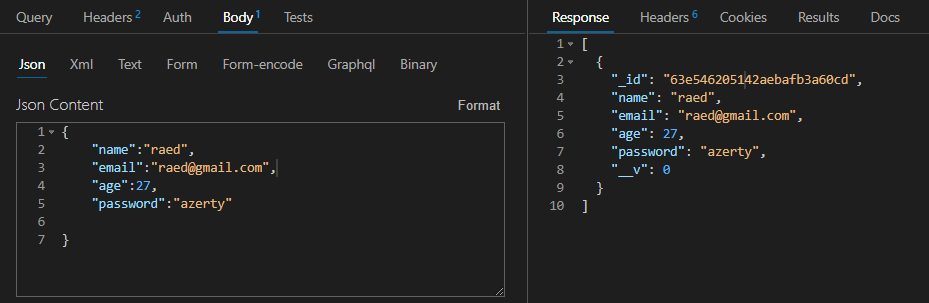 Query Headers 2 Auth Body 1 Tests
Json Xml Text Form Form-encode Graphql Binary
Json Content Format
1 {
2 "name":"raed",
3 "email":"raed@gmail.com",
4 "age":27,
5 "password":"azerty"
6
7 }
Response Headers 6 Cookies Results Docs
1 [
2 {
3 "_id": "63e546205142aebafb3a60cd",
4 "name": "raed",
5 "email": "raed@gmail.com",
6 "age": 27,
7 "password": "azerty",
8 "__v": 0
9 }
10 ]